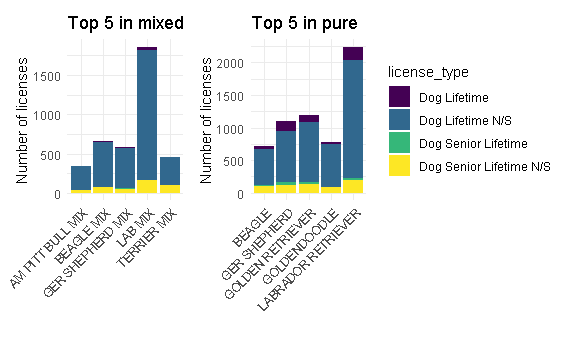 Top 5 in mixed
Number of licenses
1500
1000
500
0
AM PITT BULL MIX
BEAGLE MIX
GER SHEPHERD MIX
LAB MIX
TERRIER MIX
Top 5 in pure
Number of licenses
2000
1500
1000
500
0
BEAGLE
GER SHEPHERD
GOLDEN RETRIEVER
GOLDENDOODLE
LABRADOR RETRIEVER
license_type
Dog Lifetime
Dog Lifetime N/S
Dog Senior Lifetime
Dog Senior Lifetime N/S